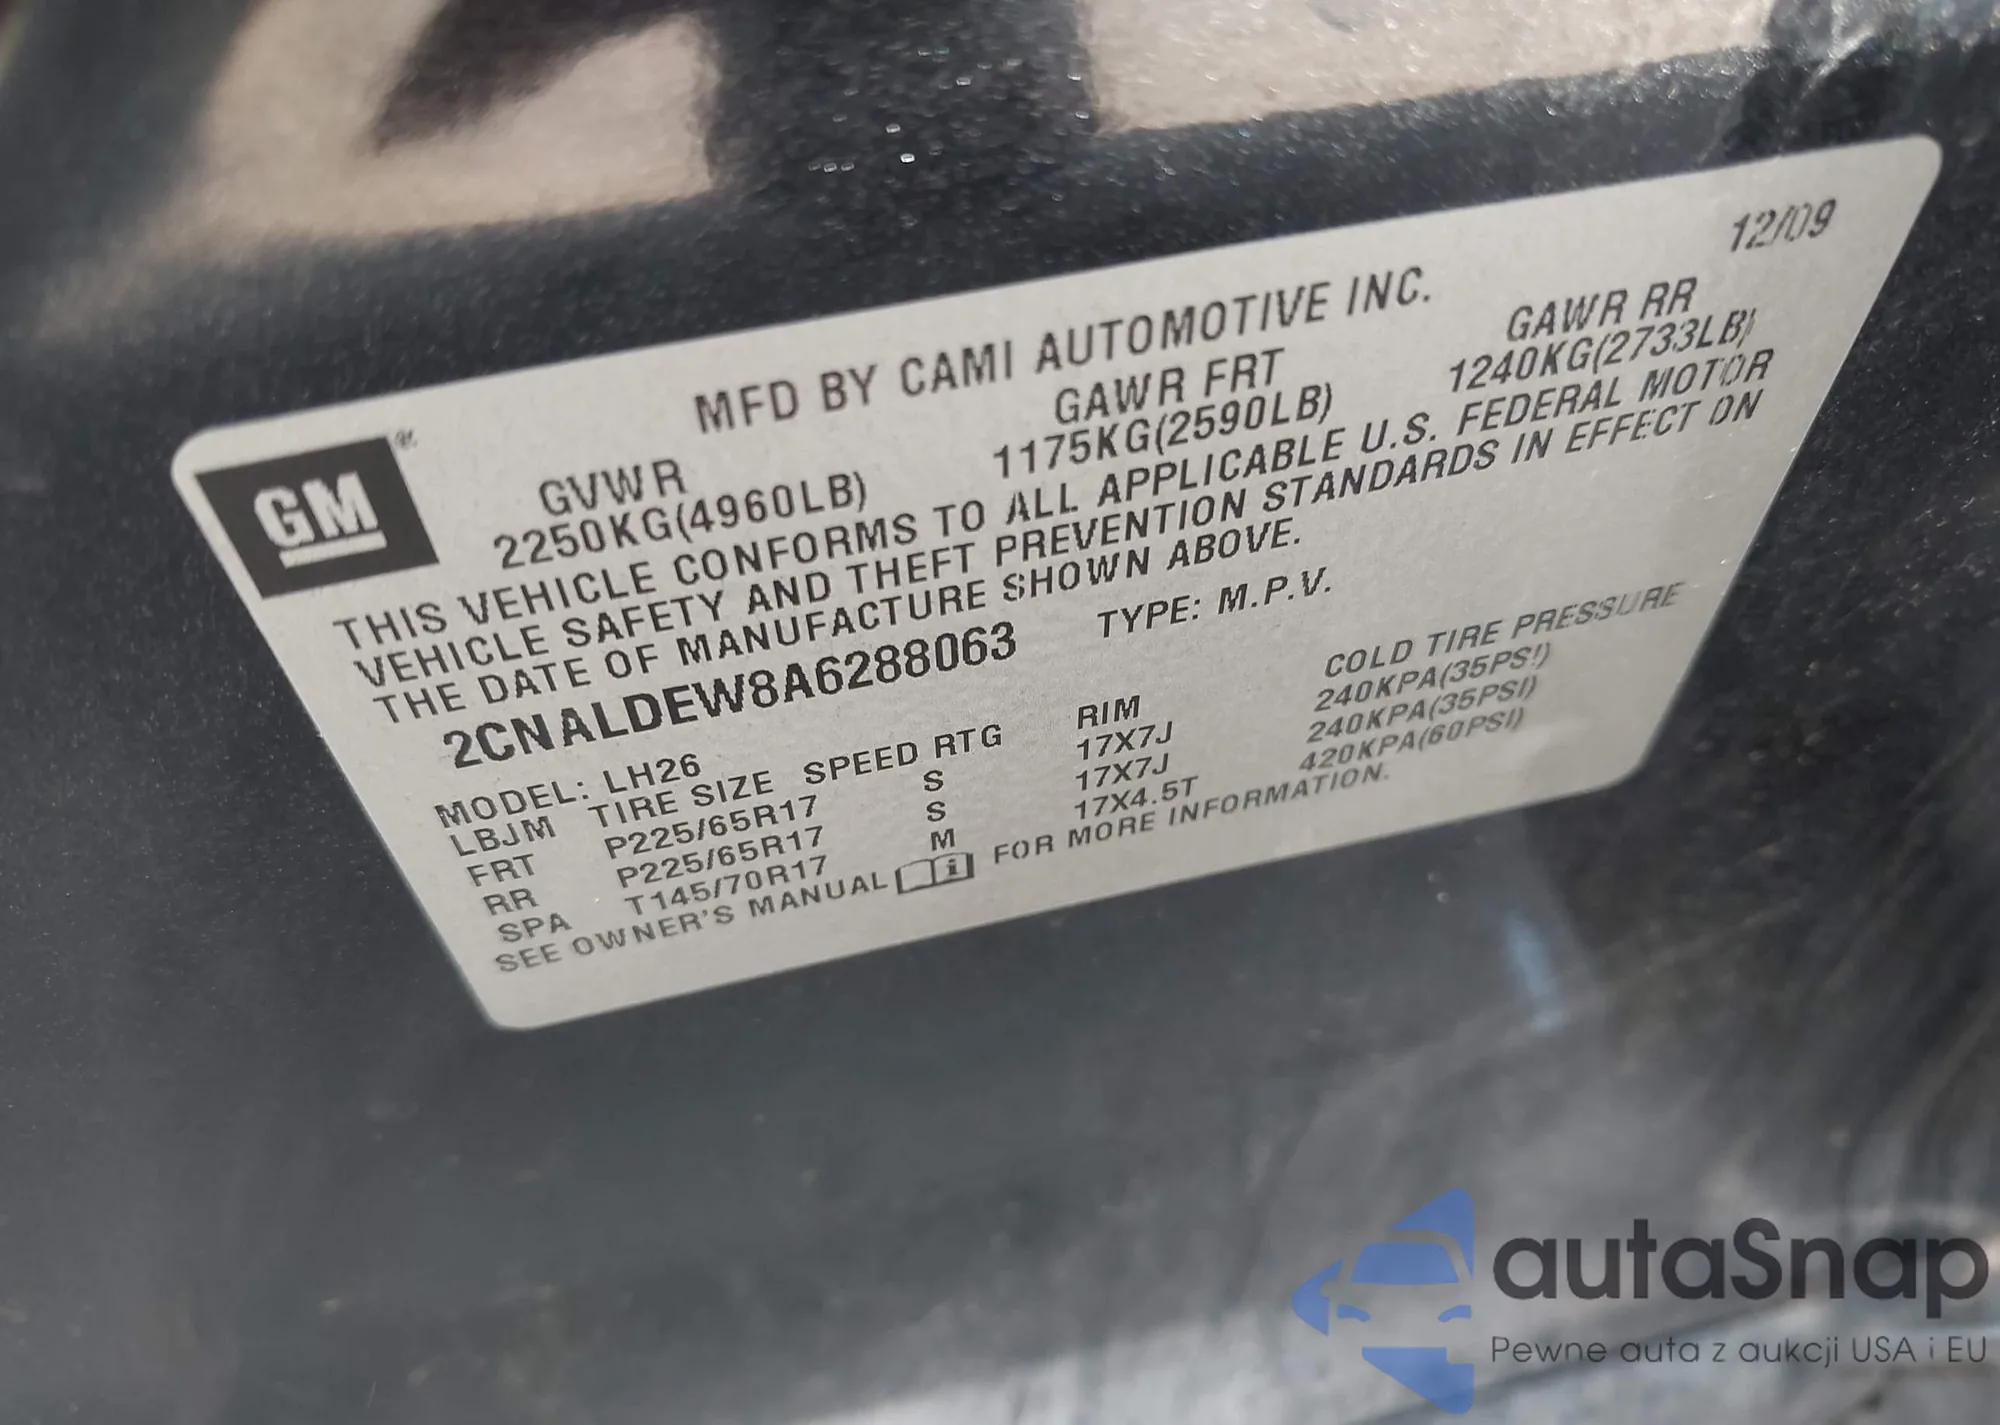 12/09
MFD BY CAMI AUTOMOTIVE INC.
GM ®
GVWR GAWR FRT GAWR RR
2250KG(4960LB) 1175KG(2590LB) 1240KG(2733LB)
THIS VEHICLE CONFORMS TO ALL APPLICABLE U.S. FEDERAL MOTOR
VEHICLE SAFETY AND THEFT PREVENTION STANDARDS IN EFFECT ON
THE DATE OF MANUFACTURE SHOWN ABOVE.
2CNALDEW8A6288063 TYPE: M.P.V.
MODEL: LH26
LBJM TIRE SIZE SPEED RTG RIM COLD TIRE PRESSURE
FRT P225/65R17 S 17X7J 240KPA(35PSI)
RR P225/65R17 S 17X7J 240KPA(35PSI)
SPA T145/70R17 M 17X4.5T 420KPA(60PSI)
SEE OWNER'S MANUAL i FOR MORE INFORMATION.
autaSnap
Pewne auta z aukcji USA i EU